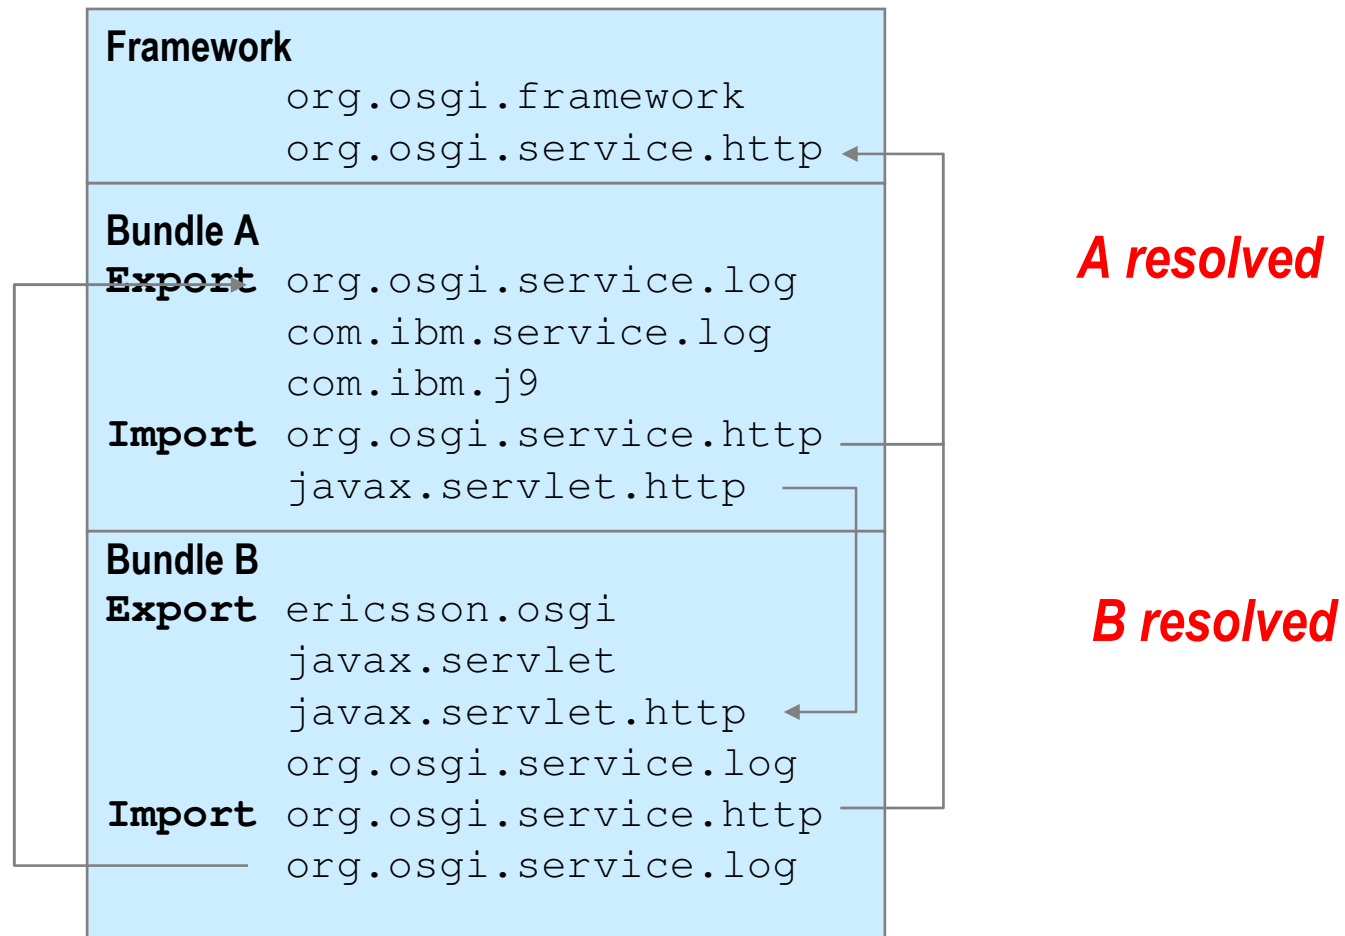 Framework
org.osgi.framework
org.osgi.service.http
Bundle A
Export org.osgi.service.log
com.ibm.service.log
com.ibm.j9
Import org.osgi.service.http
javax.servlet.http
A resolved
Bundle B
Export ericsson.osgi
javax.servlet
javax.servlet.http
org.osgi.service.log
Import org.osgi.service.http
org.osgi.service.log
B resolved